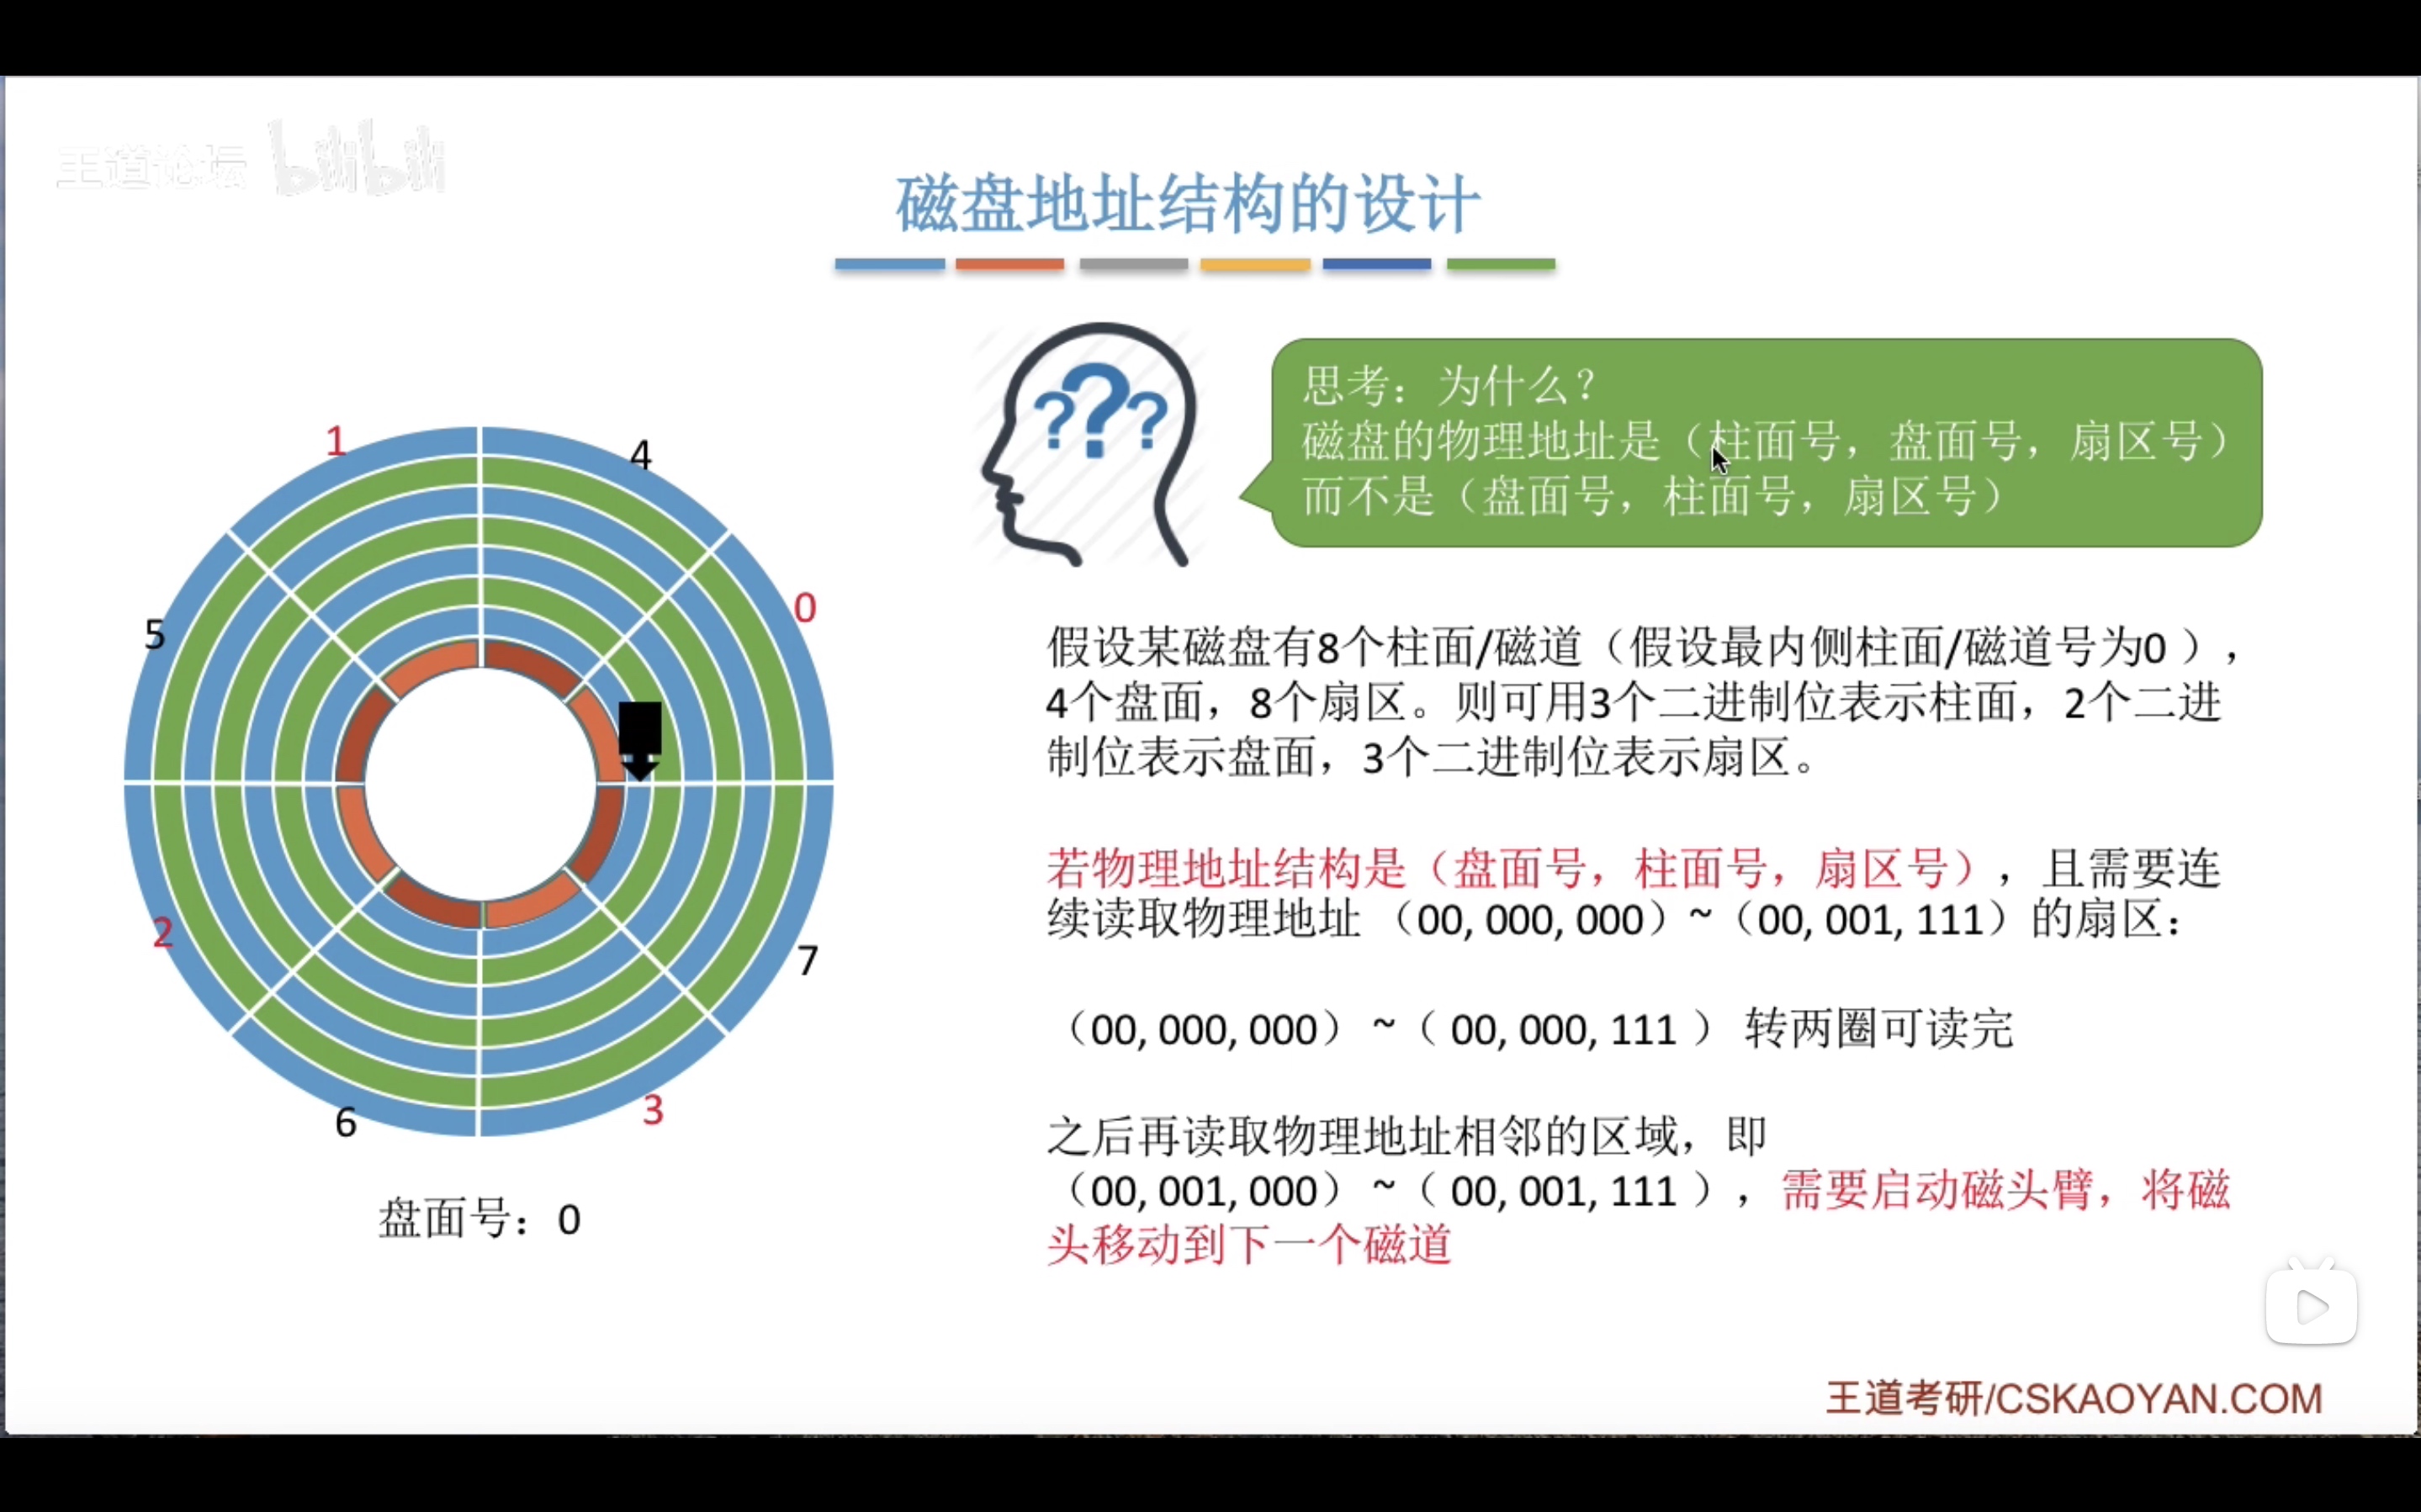 王道论坛 bilibili
磁盘地址结构的设计
思考：为什么？
磁盘的物理地址是（柱面号，盘面号，扇区号）
而不是（盘面号，柱面号，扇区号）
1
4
0
5
2
7
6
3
盘面号：0
假设某磁盘有8个柱面/磁道（假设最内侧柱面/磁道号为0 ），
4个盘面，8个扇区。则可用3个二进制位表示柱面，2个二进
制位表示盘面，3个二进制位表示扇区。
若物理地址结构是（盘面号，柱面号，扇区号），且需要连
续读取物理地址 （00, 000, 000）~（00, 001, 111）的扇区：
（00, 000, 000） ~（ 00, 000, 111 ） 转两圈可读完
之后再读取物理地址相邻的区域，即
（00, 001, 000） ~（ 00, 001, 111 ），需要启动磁头臂，将磁
头移动到下一个磁道
王道考研/CSKAOYAN.COM